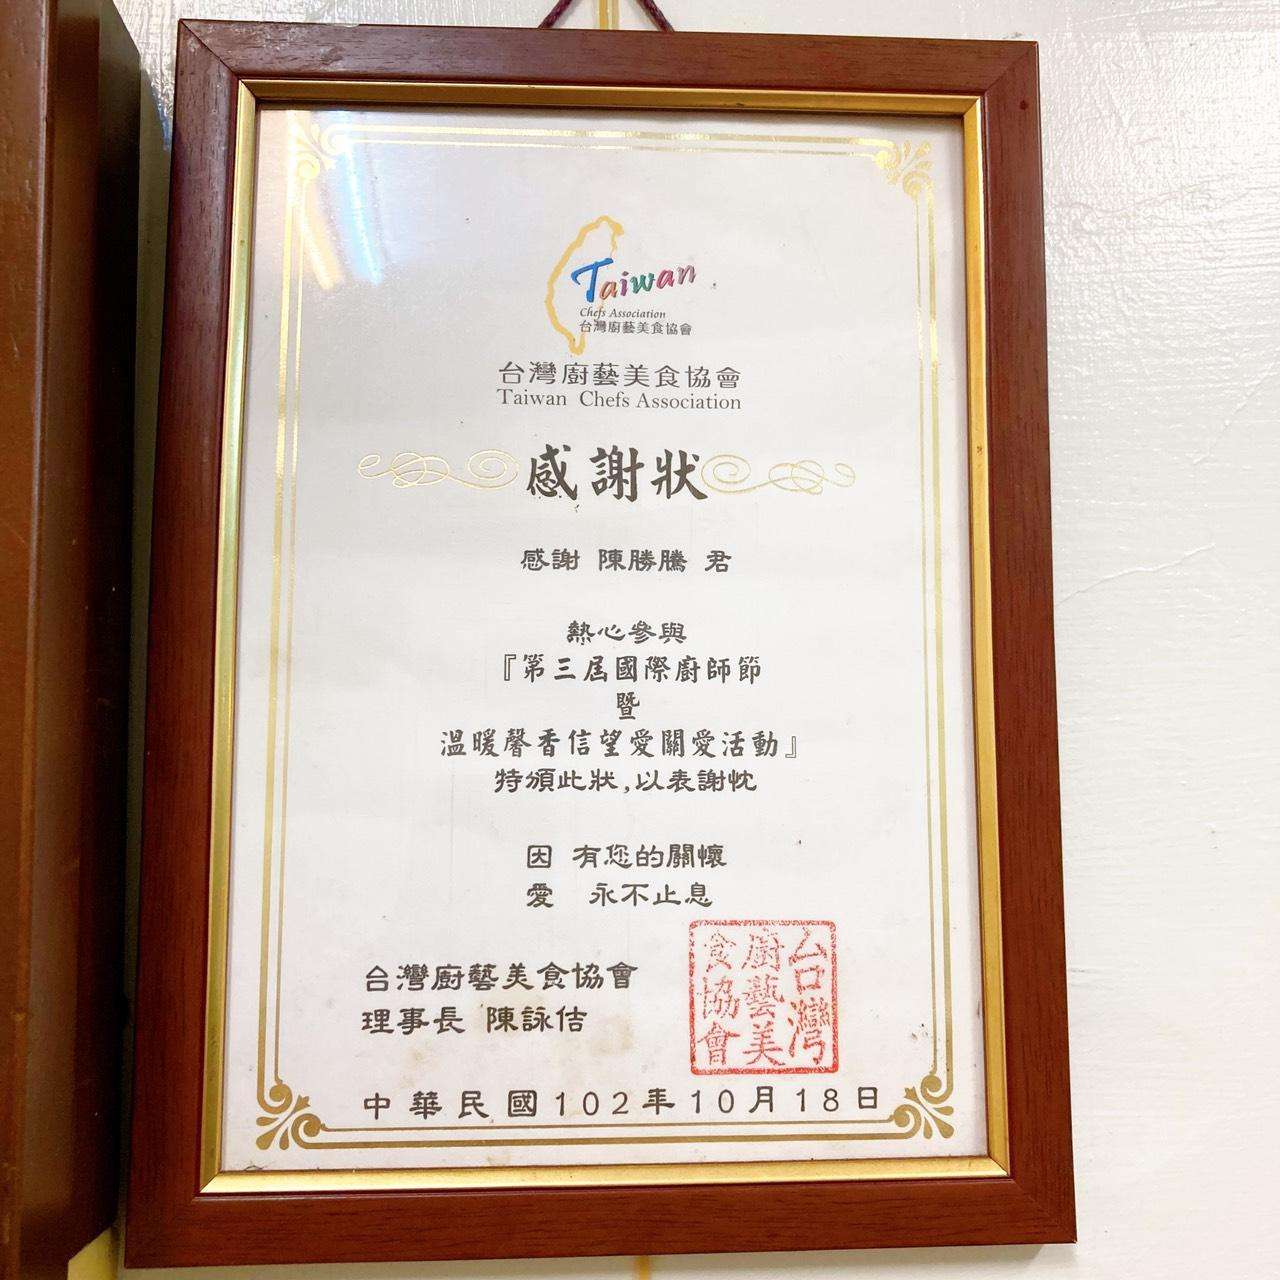 Taiwan
Chefs Association
台灣廚藝美食協會
台灣廚藝美食協會
Taiwan Chefs Association
感謝狀
感謝 陳勝騰 君
熱心參與
『第三屆國際廚師節
暨
溫暖馨香信望愛關愛活動』
特頒此狀,以表謝忱
因 有您的關懷
愛 永不止息
台灣廚藝美食協會
理事長 陳詠佶
台灣廚藝美食協會
中華民國102年10月18日